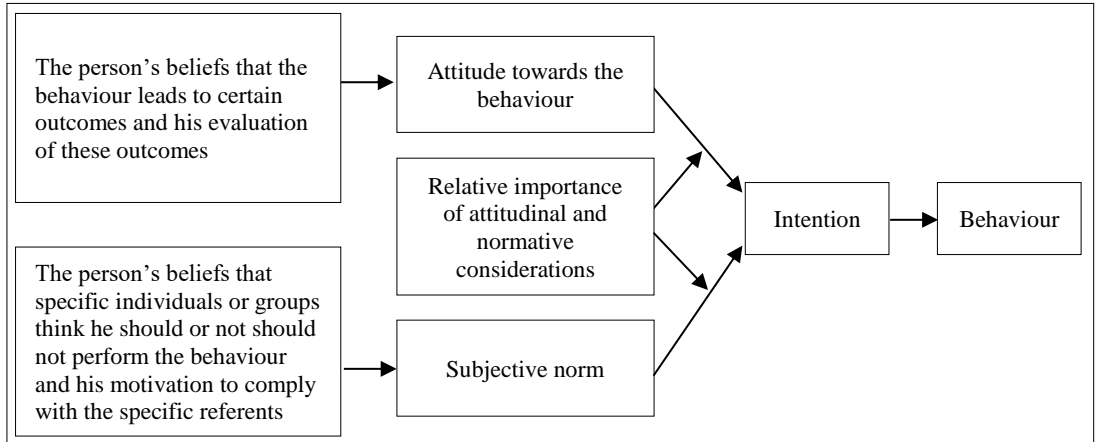 The person's beliefs that the
behaviour leads to certain
outcomes and his evaluation
of these outcomes
Attitude towards the
behaviour
Relative importance
of attitudinal and
normative
considerations
Intention
Behaviour
The person's beliefs that
specific individuals or groups
think he should or not should
not perform the behaviour
and his motivation to comply
with the specific referents
Subjective norm